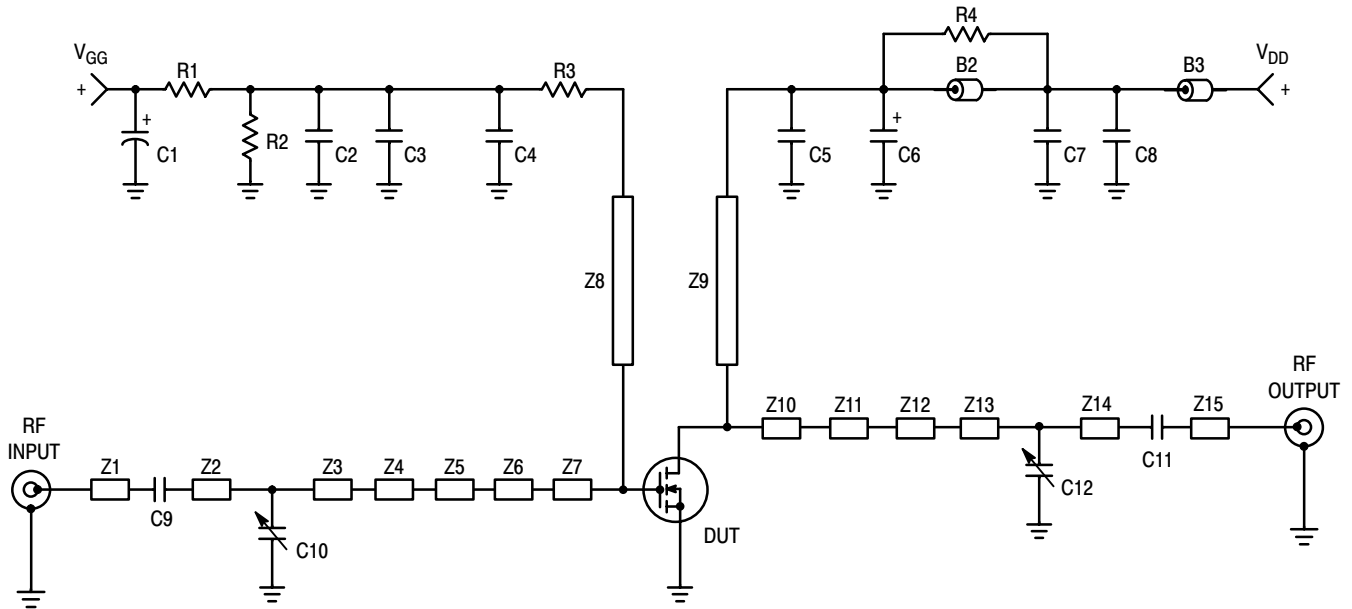 R4
V_GG
+
R1
R3
B2
B3
V_DD
+
+
C1
R2
C2
C3
C4
C5
+
C6
C7
C8
Z8
Z9
RF
INPUT
Z1
Z2
Z3
Z4
Z5
Z6
Z7
C9
C10
DUT
Z10
Z11
Z12
Z13
Z14
Z15
C11
C12
RF
OUTPUT